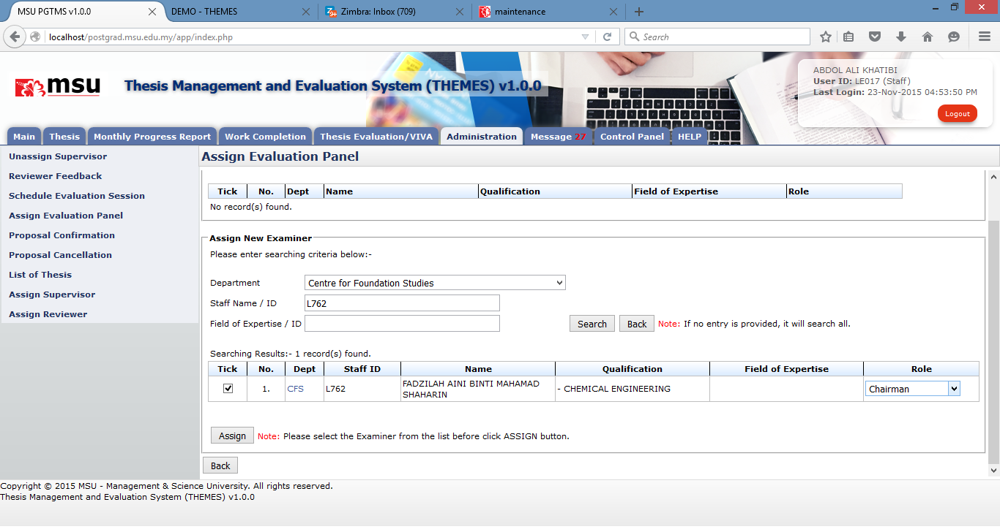 MSU PGTMS v1.0.0
DEMO - THEMES
Zimbra: Inbox (709)
maintenance
localhost/postgrad.msu.edu.my/app/index.php
Search
msu
Thesis Management and Evaluation System (THEMES) v1.0.0
ABDOL ALI KHATIBI
User ID: LE017 (Staff)
Last Login: 23-Nov-2015 04:53:50 PM
Logout
Main Thesis Monthly Progress Report Work Completion Thesis Evaluation/VIVA Administration Message 27 Control Panel HELP
Unassign Supervisor
Reviewer Feedback
Schedule Evaluation Session
Assign Evaluation Panel
Proposal Confirmation
Proposal Cancellation
List of Thesis
Assign Supervisor
Assign Reviewer
Assign Evaluation Panel
Tick No. Dept Name Qualification Field of Expertise Role
No record(s) found.
Assign New Examiner
Please enter searching criteria below:-
Department Centre for Foundation Studies
Staff Name / ID L762
Field of Expertise / ID Search Back Note: If no entry is provided, it will search all.
Searching Results:- 1 record(s) found.
Tick No. Dept Staff ID Name Qualification Field of Expertise Role
1. CFS L762 FADZILAH AINI BINTI MAHAMAD SHAHARIN - CHEMICAL ENGINEERING Chairman
Assign Note: Please select the Examiner from the list before click ASSIGN button.
Back
Copyright © 2015 MSU - Management & Science University. All rights reserved.
Thesis Management and Evaluation System (THEMES) v1.0.0